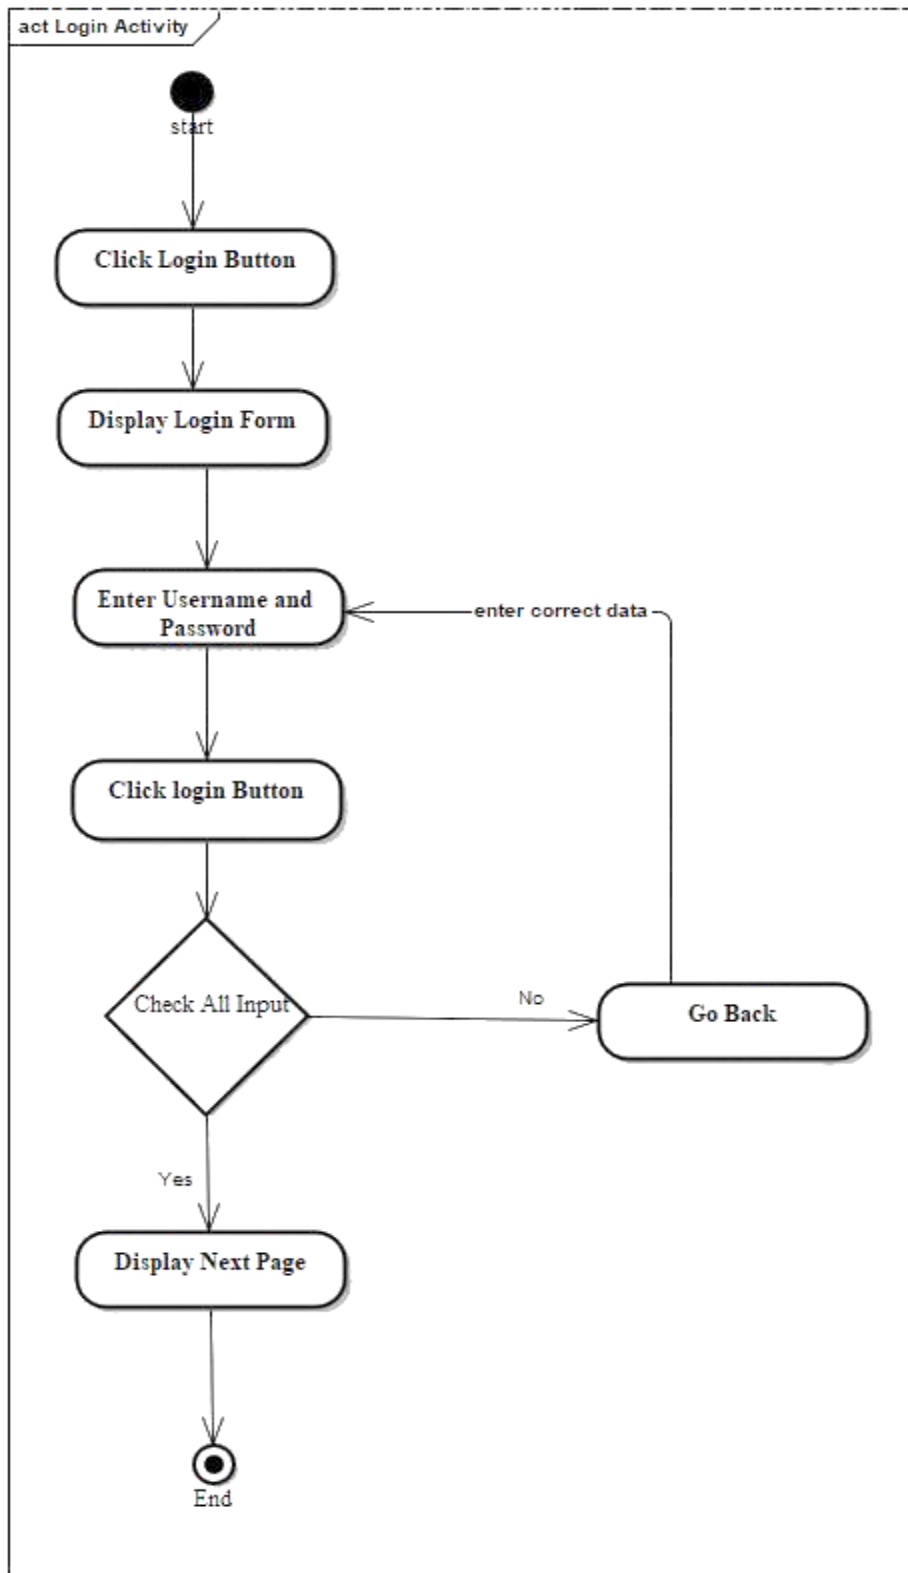 act Login Activity
start
Click Login Button
Display Login Form
Enter Username and
Password
enter correct data
Click login Button
Check All Input
No
Go Back
Yes
Display Next Page
End